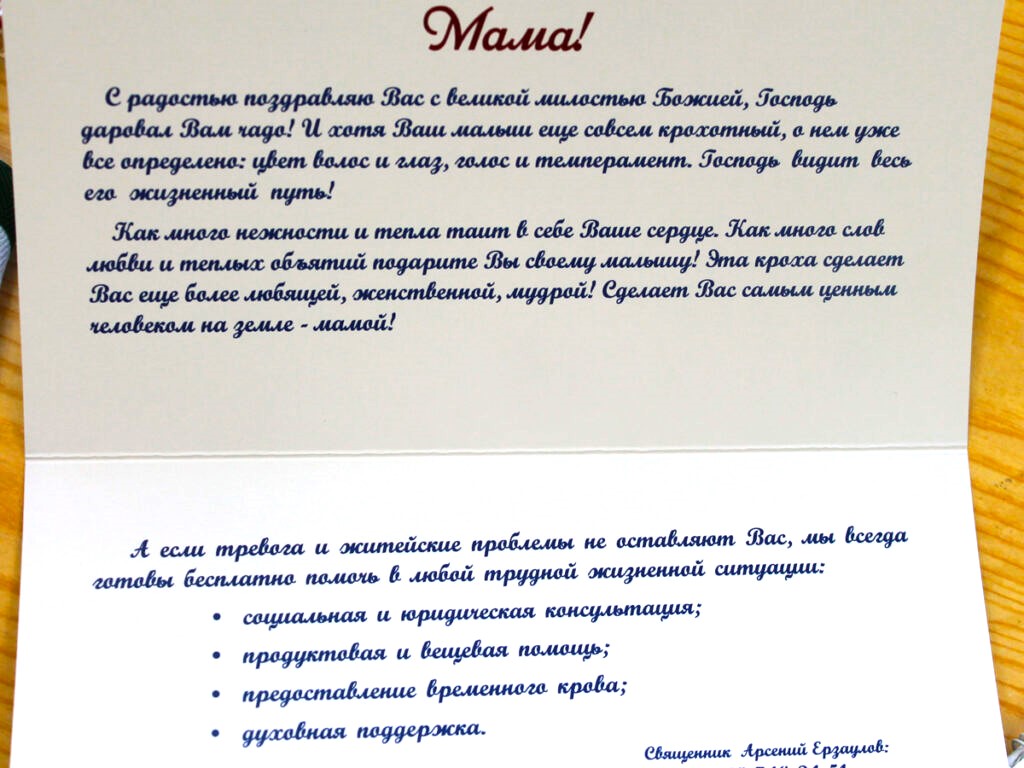 Мама!
С радостью поздравляю Вас с великой милостью Божией, Господь
даровал Вам чадо! И хотя Ваш малыш еще совсем крохотный, о нем уже
все определено: цвет волос и глаз, голос и темперамент. Господь видит весь
его жизненный путь!
Как много нежности и тепла таит в себе Ваше сердце. Как много слов
любви и теплых объятий подарите Вы своему малышу! Эта кроха сделает
Вас еще более любящей, женственной, мудрой! Сделает Вас самым ценным
человеком на земле - мамой!
А если тревога и житейские проблемы не оставляют Вас, мы всегда
готовы бесплатно помочь в любой трудной жизненной ситуации:
• социальная и юридическая консультация;
• продуктовая и вещевая помощь;
• предоставление временного крова;
• духовная поддержка.
Священник Арсений Ерзаулов: